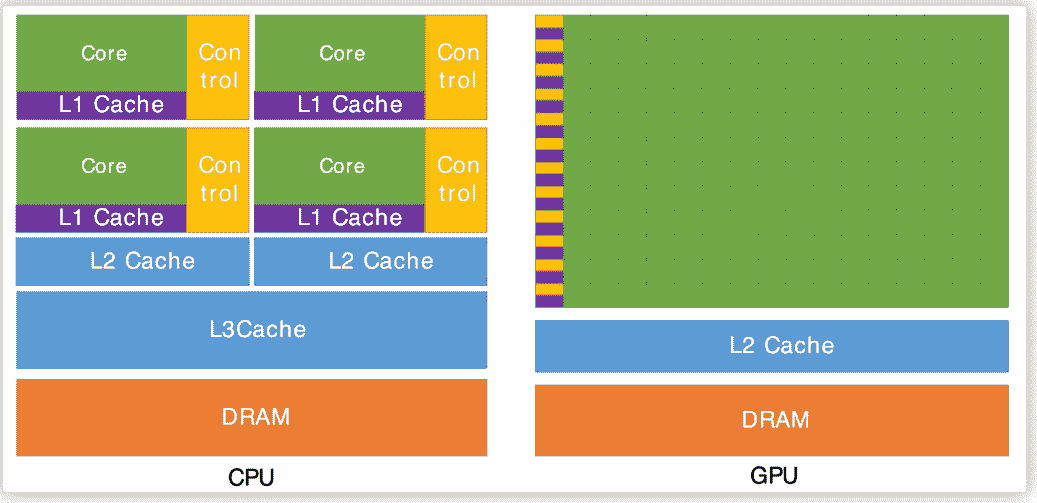 Core
Con
trol
L1 Cache
Core
Con
trol
L1 Cache
Core
Con
trol
L1 Cache
Core
Con
trol
L1 Cache
L2 Cache
L2 Cache
L3Cache
DRAM
CPU
L2 Cache
DRAM
GPU